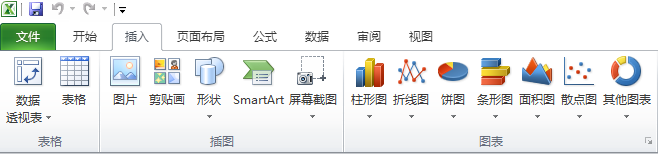 文件 开始 插入 页面布局 公式 数据 审阅 视图
数据
透视表 表格 图片 剪贴画 形状 SmartArt 屏幕截图 柱形图 折线图 饼图 条形图 面积图 散点图 其他图表
表格 插图 图表